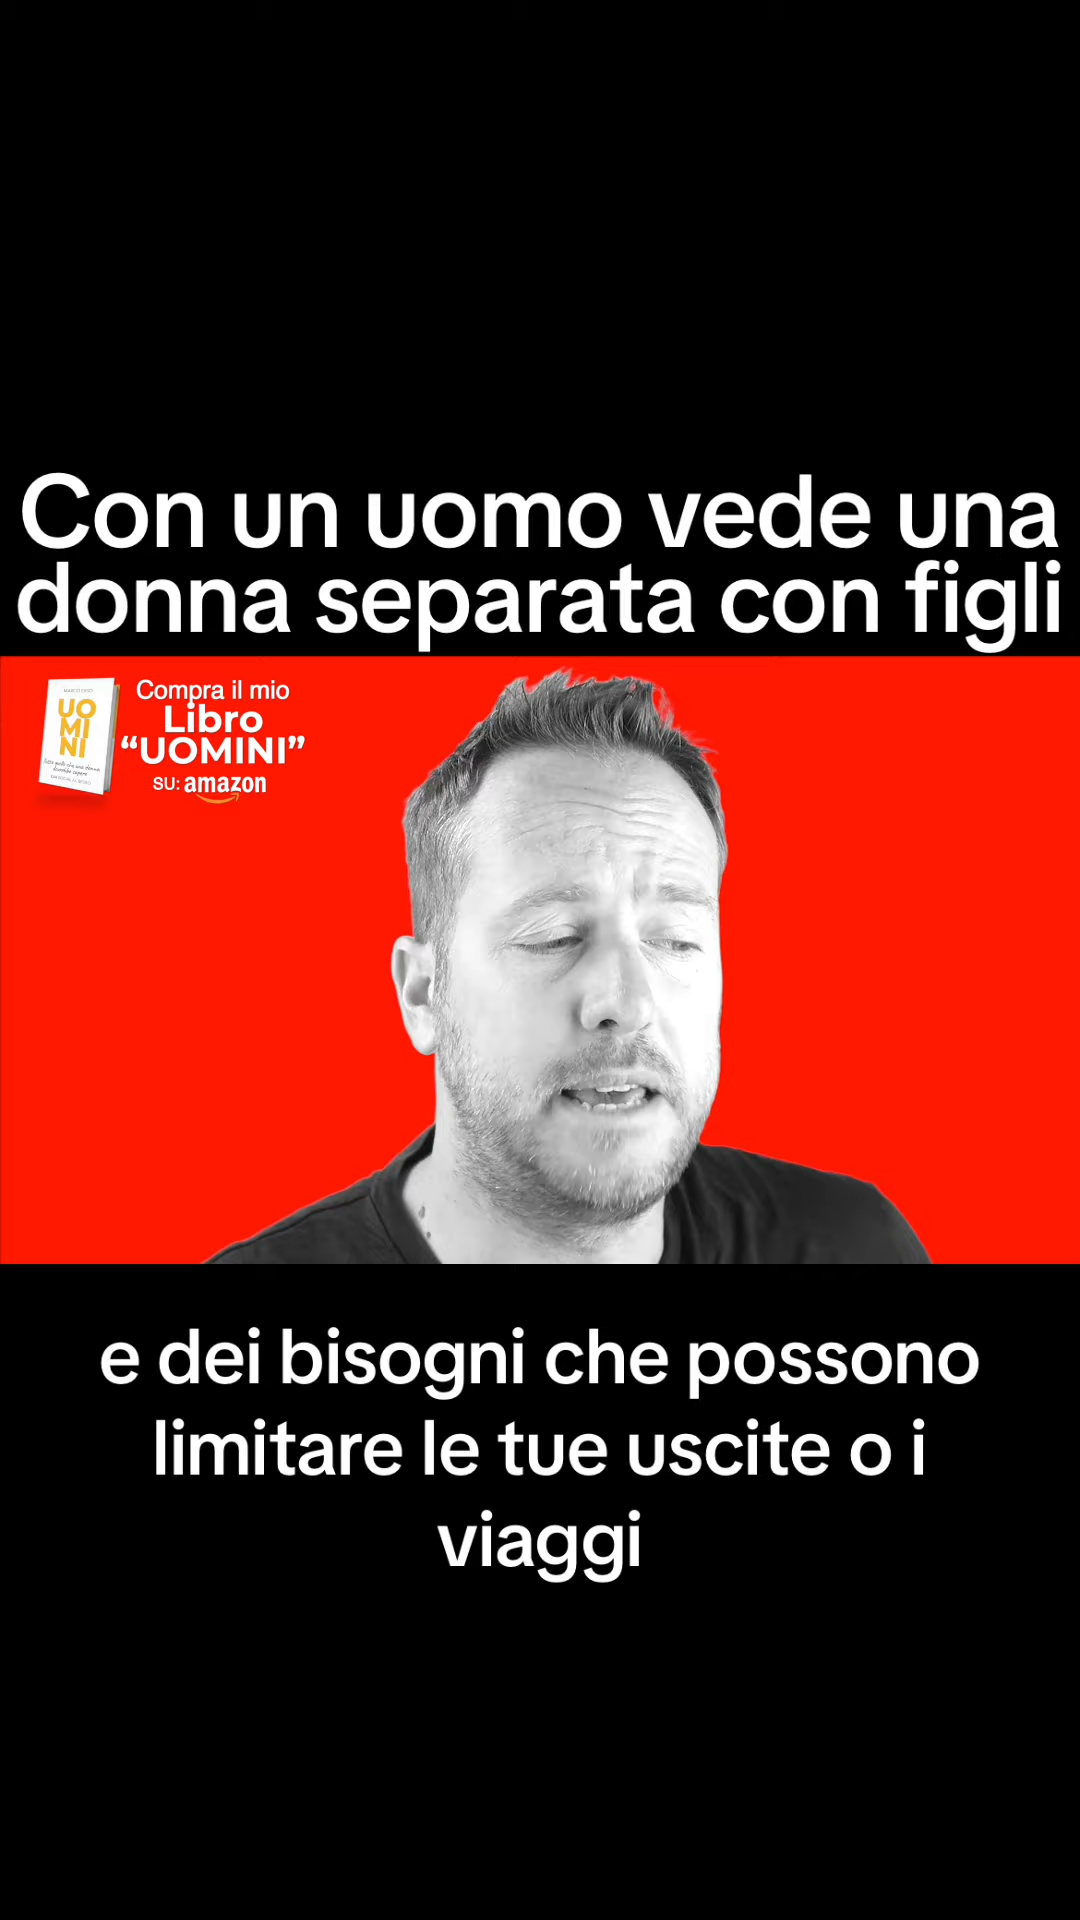 Con un uomo vede una
donna separata con figli
Compra il mio
Libro
“UOMINI”
SU: amazon
UO
MI
NI
e dei bisogni che possono
limitare le tue uscite o i
viaggi